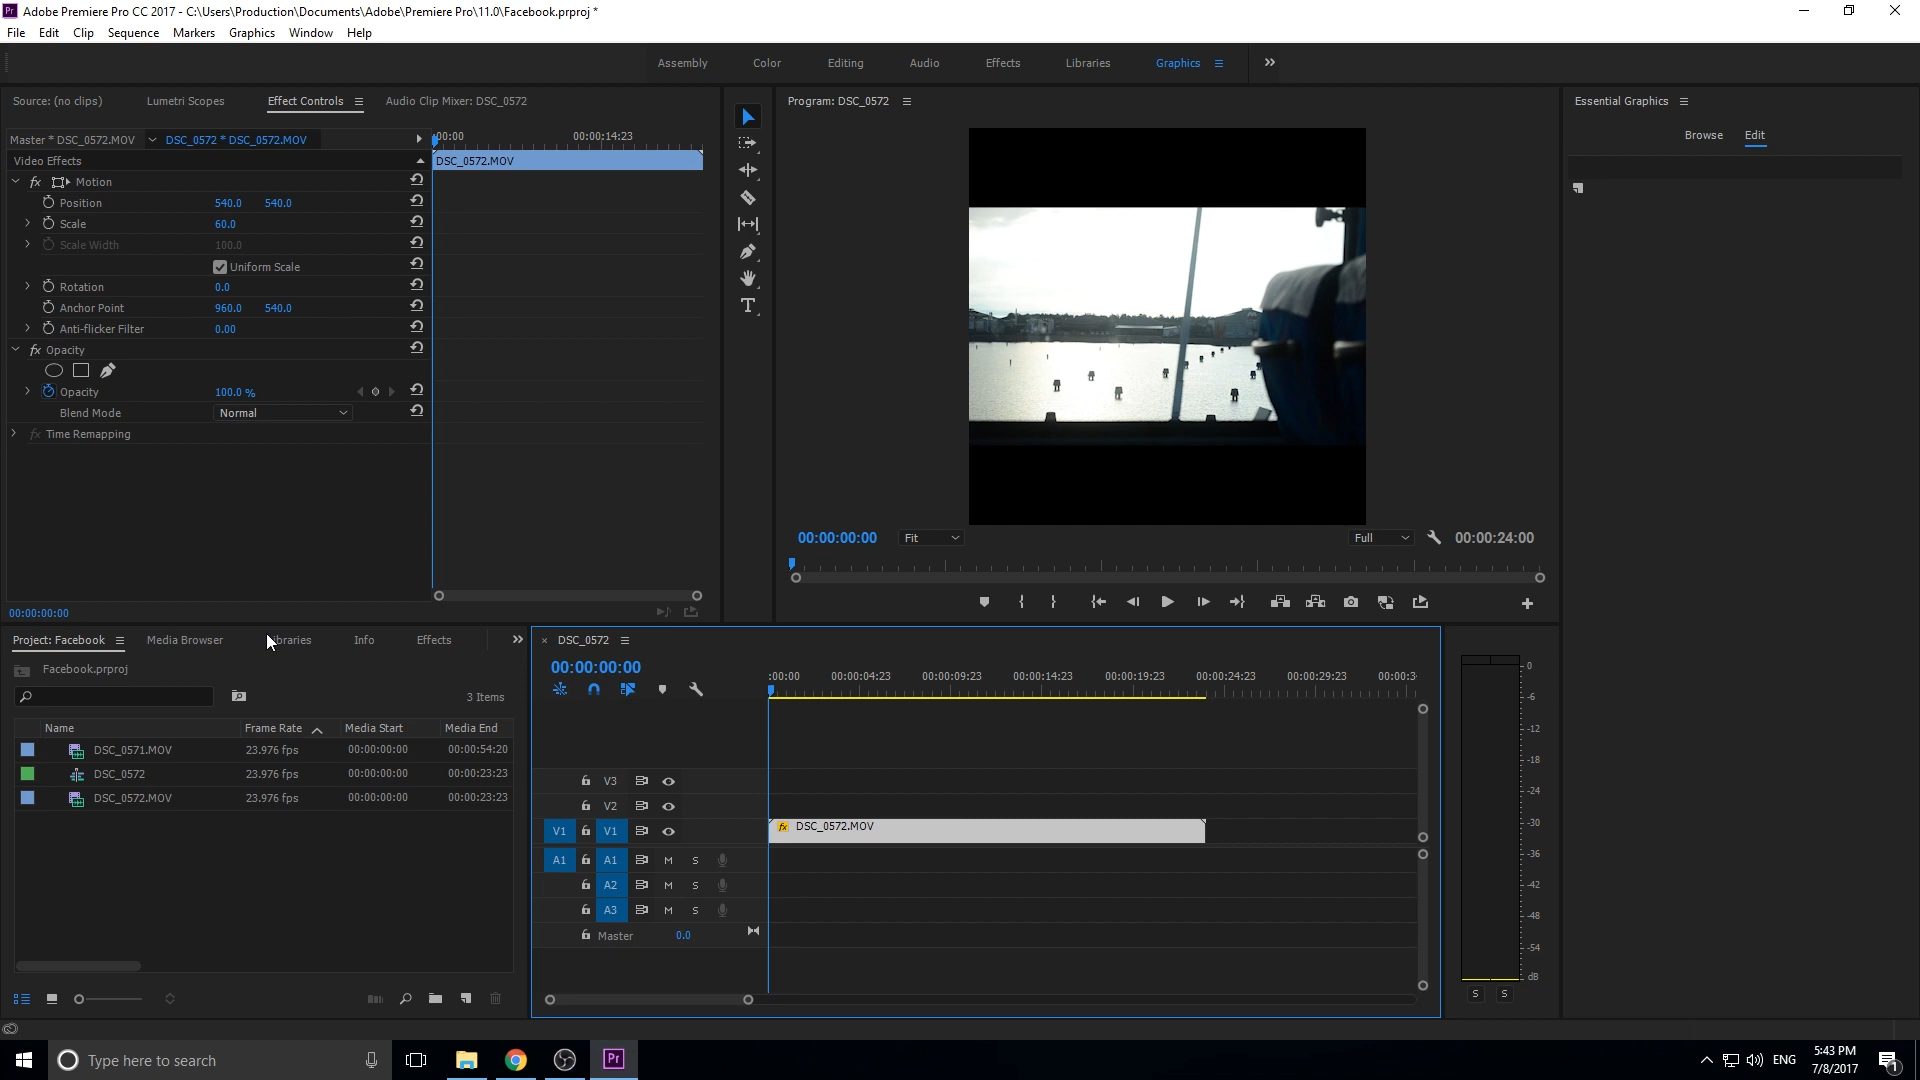 Pr Adobe Premiere Pro CC 2017 - C:\Users\Production\Documents\Adobe\Premiere Pro\11.0\Facebook.prproj *
File Edit Clip Sequence Markers Graphics Window Help
Assembly Color Editing Audio Effects Libraries Graphics
Source: (no clips) Lumetri Scopes Effect Controls Audio Clip Mixer: DSC_0572
Master * DSC_0572.MOV DSC_0572 * DSC_0572.MOV
:00:00 00:00:14:23
Video Effects
DSC_0572.MOV
fx Motion
Position 540.0 540.0
Scale 60.0
Scale Width 100.0
Uniform Scale
Rotation 0.0
Anchor Point 960.0 540.0
Anti-flicker Filter 0.00
fx Opacity
Opacity 100.0 %
Blend Mode Normal
fx Time Remapping
00:00:00:00
Program: DSC_0572
00:00:00:00 Fit Full 00:00:24:00
Essential Graphics
Browse Edit
Project: Facebook Media Browser braries Info Effects
Facebook.prproj
3 Items
Name Frame Rate Media Start Media End
DSC_0571.MOV 23.976 fps 00:00:00:00 00:00:54:20
DSC_0572 23.976 fps 00:00:00:00 00:00:23:23
DSC_0572.MOV 23.976 fps 00:00:00:00 00:00:23:23
× DSC_0572
00:00:00:00
:00:00 00:00:04:23 00:00:09:23 00:00:14:23 00:00:19:23 00:00:24:23 00:00:29:23 00:00:3
V3
V2
V1 V1 fx DSC_0572.MOV
A1 A1 M S
A2 M S
A3 M S
Master 0.0
0
-6
-12
-18
-24
-30
-36
-42
-48
-54
dB
S S
Type here to search
Pr
ENG
5:43 PM
7/8/2017
1